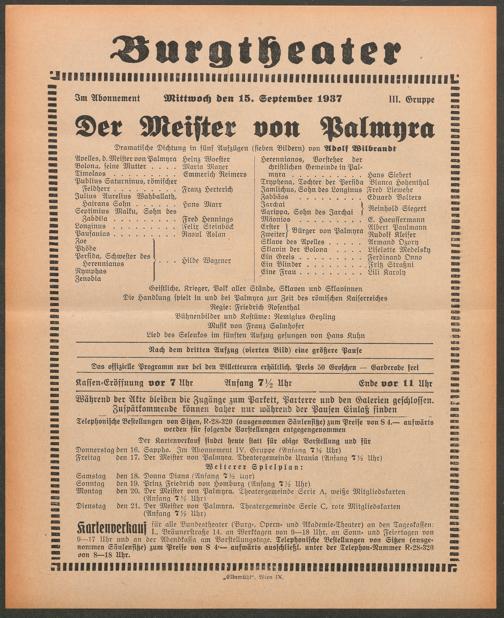 Burgtheater
Im Abonnement Mittwoch den 15. September 1937 III. Gruppe
Der Meister von Palmyra
Dramatische Dichtung in fünf Aufzügen (sieben Bildern) von Adolf Wilbrandt
Apelles, d. Meister von Palmyra Heinz Woester
Bolona, seine Mutter . . . . Maria Mayer
Timolaos . . . . . . Emmerich Reimers
Publius Saturninus, römischer
Feldherr . . . . . . Franz Herterich
Julius Aurelius Wahballath,
Hairans Sohn . . . . . Hans Marr
Septimius Malku, Sohn des
Zabbäa . . . . . . Fred Hennings
Longinus . . . . . . Felix Steinböck
Pausanias . . . . . . Raoul Aslan
Zoe
Phöbe
Persida, Schwester des
Herennianos
Nymphas
Zenobia
Hilde Wagener
Herennianos, Vorsteher der
christlichen Gemeinde in Palmyra . . . . . . Hans Siebert
Tryphena, Tochter der Persida Blanka Hohenthal
Jamlichus, Sohn des Longinus Fred Liewehr
Zabbäos . . . . . . Eduard Volters
Jarchai
Barippa, Sohn des Jarchai
Reinhold Siegert
Mänios . . . . . . E. Haeussermann
Erster
Zweiter
Bürger von Palmyra
Albert Paulmann
Rudolf Kleiser
Sklave des Apelles . . . . Armand Ozory
Sklavin der Bolona . . . . Liselotte Medelsky
Ein Greis . . . . . . Ferdinand Onno
Ein Blinder . . . . . . Fritz Straßni
Eine Frau . . . . . . Lili Karoly
Geistliche, Krieger, Volk aller Stände, Sklaven und Sklavinnen
Die Handlung spielt in und bei Palmyra zur Zeit des römischen Kaiserreiches
Regie: Friedrich Rosenthal
Bühnenbilder und Kostüme: Remigius Geyling
Musik von Franz Salmhofer
Lied des Seleukos im fünften Aufzug gesungen von Hans Kuhn
Nach dem dritten Aufzug (vierten Bild) eine größere Pause
Das offizielle Programm nur bei den Billetteuren erhältlich. Preis 50 Groschen — Garderobe frei
Kassen-Eröffnung vor 7 Uhr Anfang 7½ Uhr Ende vor 11 Uhr
Während der Akte bleiben die Zugänge zum Parkett, Parterre und den Galerien geschlossen.
Zuspätkommende können daher nur während der Pausen Einlaß finden
Telephonische Bestellungen von Sitzen, R-28-320 (ausgenommen Säulensitze) zum Preise von S 4.— aufwärts
werden für folgende Vorstellungen entgegengenommen
Der Kartenverkauf findet heute statt für obige Vorstellung und für
Donnerstag den 16. Sappho. Im Abonnement IV. Gruppe (Anfang 7½ Uhr)
Freitag den 17. Der Meister von Palmyra. Theatergemeinde Urania (Anfang 7½ Uhr)
Weiterer Spielplan:
Samstag den 18. Donna Diana (Anfang 7½ Uhr)
Sonntag den 19. Prinz Friedrich von Homburg (Anfang 7½ Uhr)
Montag den 20. Der Meister von Palmyra. Theatergemeinde Serie A, weiße Mitgliedskarten
(Anfang 7½ Uhr)
Dienstag den 21. Der Meister von Palmyra. Theatergemeinde Serie C, rote Mitgliedskarten
(Anfang 7½ Uhr)
Kartenverkauf für alle Bundestheater (Burg-, Opern- und Akademie-Theater) an den Tageskassen:
I., Bräunerstraße 14, an Werktagen von 9—18 Uhr, an Sonn- und Feiertagen von
9—17 Uhr und an der Abendkassa am Vorstellungstage. Telephonische Bestellungen von Sitzen (ausgenommen Säulensitze) zum Preise von S 4.— aufwärts ausschließl. unter der Telephon-Nummer R-28-320
von 8—18 Uhr.
„Elbemühl", Wien IX.